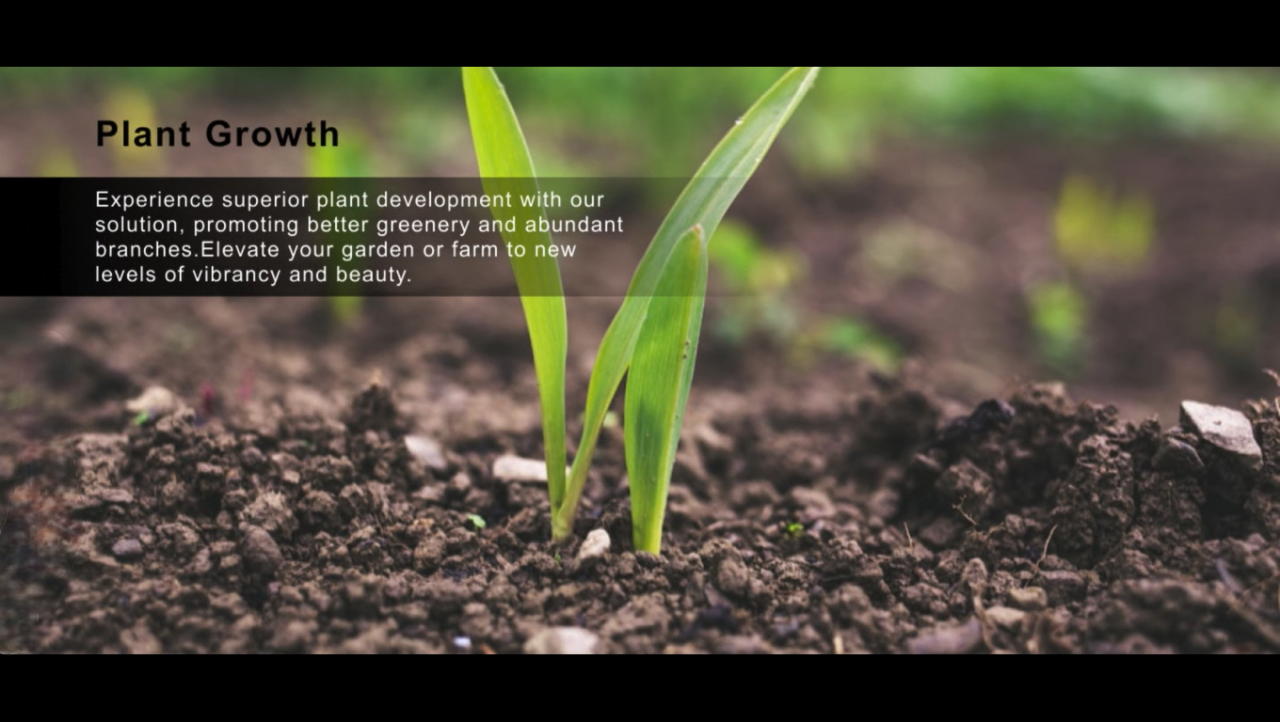 Plant Growth
Experience superior plant development with our
solution, promoting better greenery and abundant
branches.Elevate your garden or farm to new
levels of vibrancy and beauty.